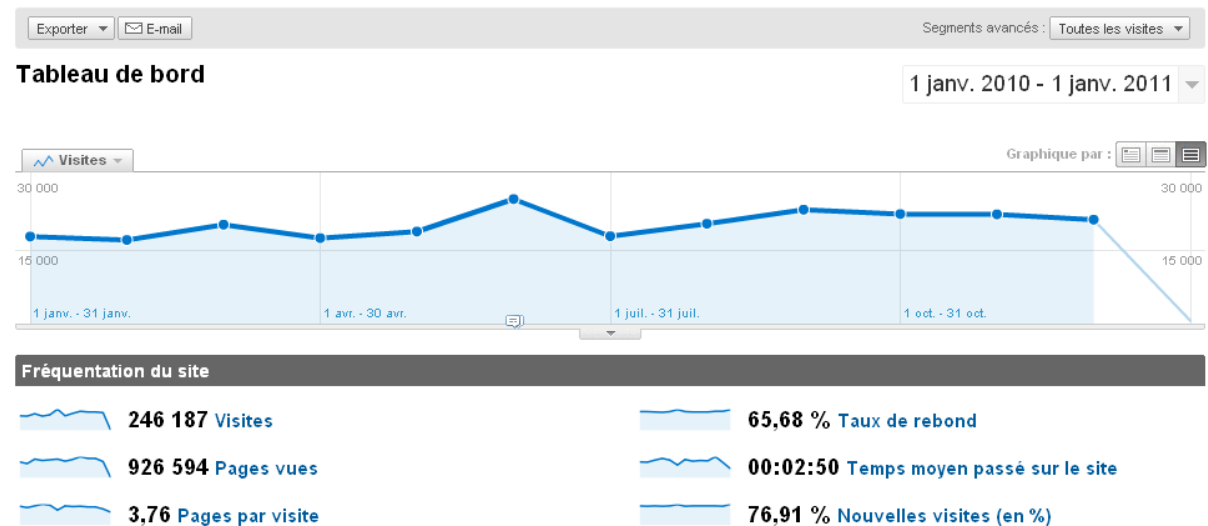 Exporter E-mail Segments avancés : Toutes les visites
Tableau de bord
1 janv. 2010 - 1 janv. 2011
Visites Graphique par :
30 000 30 000
15 000 15 000
1 janv. - 31 janv. 1 avr. - 30 avr. 1 juil. - 31 juil. 1 oct. - 31 oct.
Fréquentation du site
246 187 Visites 65,68 % Taux de rebond
926 594 Pages vues 00:02:50 Temps moyen passé sur le site
3,76 Pages par visite 76,91 % Nouvelles visites (en %)